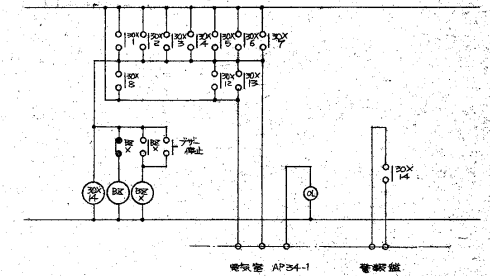 30X 1
30X 2
30X 3
30X 4
30X 5
30X 6
30X 7
30X 8
30X 12
30X 13
BZ X
BZ X
ブザー 停止
30X 14
BZ
BZ X
OL
30X 14
電気室 AP34-1
警報盤